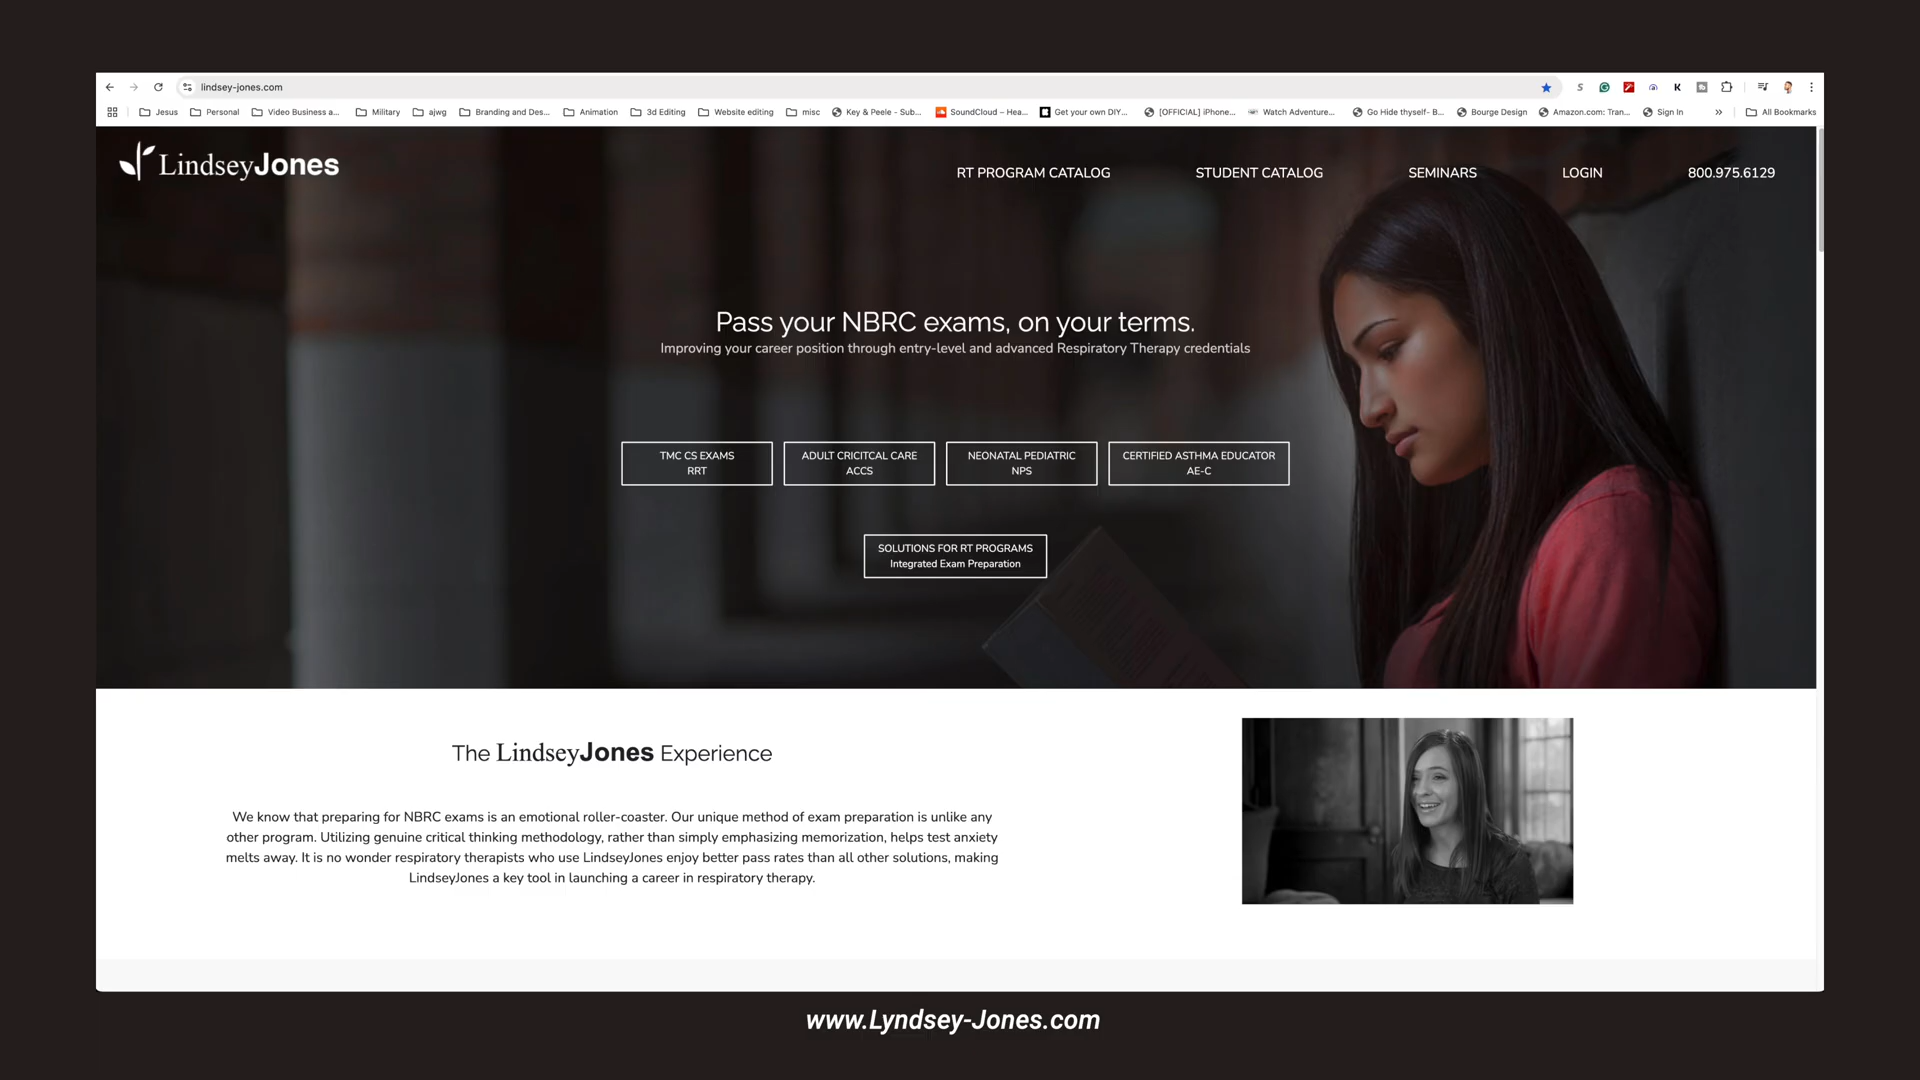 lindsey-jones.com
Jesus Personal Video Business a... Military ajwg Branding and Des... Animation 3d Editing Website editing misc Key & Peele - Sub... SoundCloud – Hea... Get your own DIY... [OFFICIAL] iPhone... Watch Adventure... Go Hide thyself- B... Bourge Design Amazon.com: Tran... Sign In » All Bookmarks
LindseyJones RT PROGRAM CATALOG STUDENT CATALOG SEMINARS LOGIN 800.975.6129
Pass your NBRC exams, on your terms.
Improving your career position through entry-level and advanced Respiratory Therapy credentials
TMC CS EXAMS
RRT
ADULT CRICITCAL CARE
ACCS
NEONATAL PEDIATRIC
NPS
CERTIFIED ASTHMA EDUCATOR
AE-C
SOLUTIONS FOR RT PROGRAMS
Integrated Exam Preparation
The LindseyJones Experience
We know that preparing for NBRC exams is an emotional roller-coaster. Our unique method of exam preparation is unlike any
other program. Utilizing genuine critical thinking methodology, rather than simply emphasizing memorization, helps test anxiety
melts away. It is no wonder respiratory therapists who use LindseyJones enjoy better pass rates than all other solutions, making
LindseyJones a key tool in launching a career in respiratory therapy.
www.Lyndsey-Jones.com